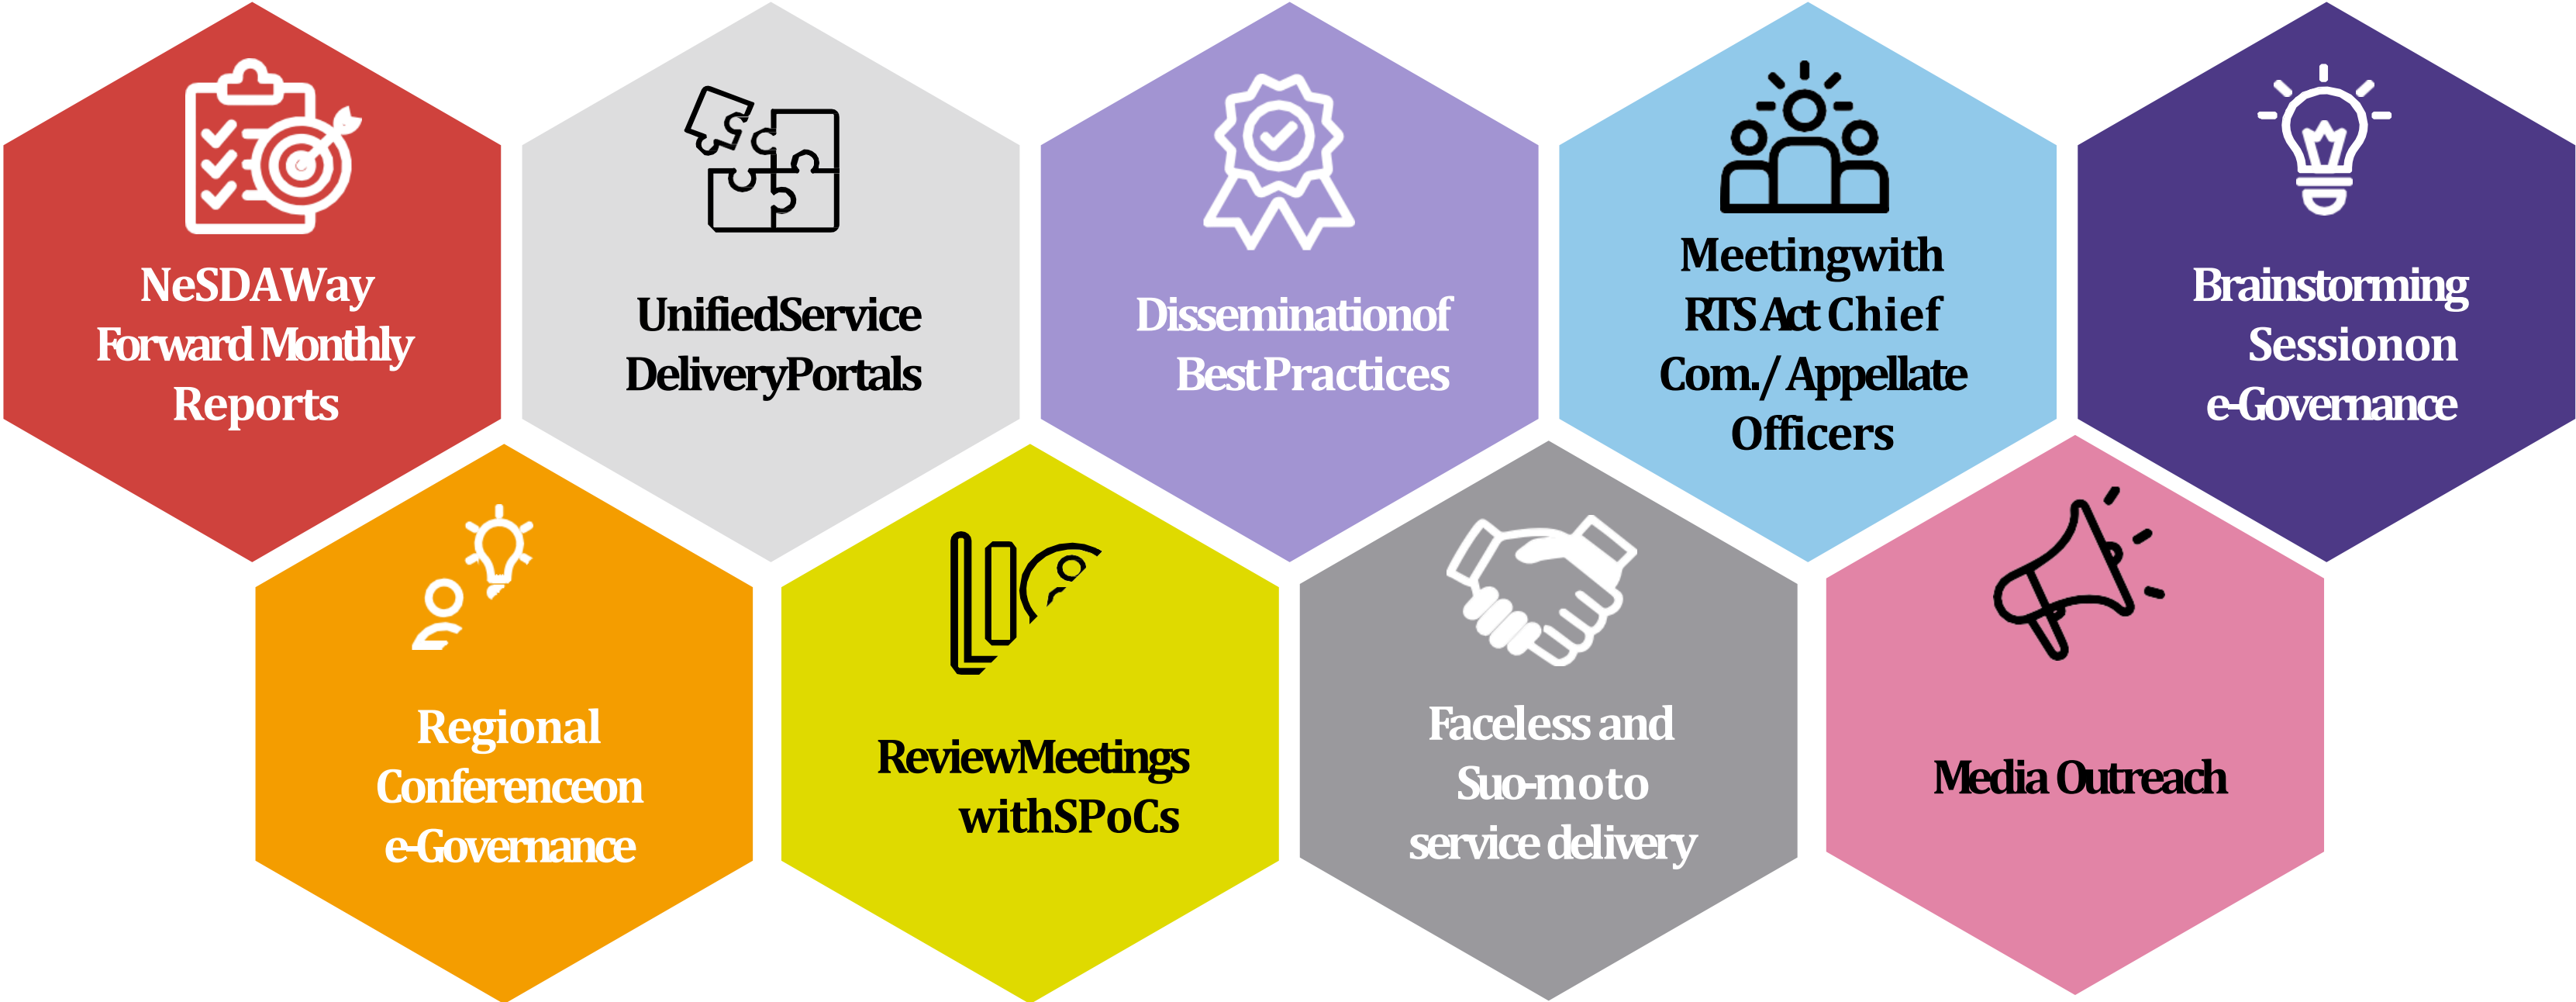 NeSDA Way
Forward Monthly
Reports
Unified Service
Delivery Portals
Dissemination of
Best Practices
Meeting with
RTS Act Chief
Com./ Appellate
Officers
Brainstorming
Session on
e-Governance
Regional
Conference on
e-Governance
Review Meetings
with SPoCs
Faceless and
Suo-moto
service delivery
Media Outreach